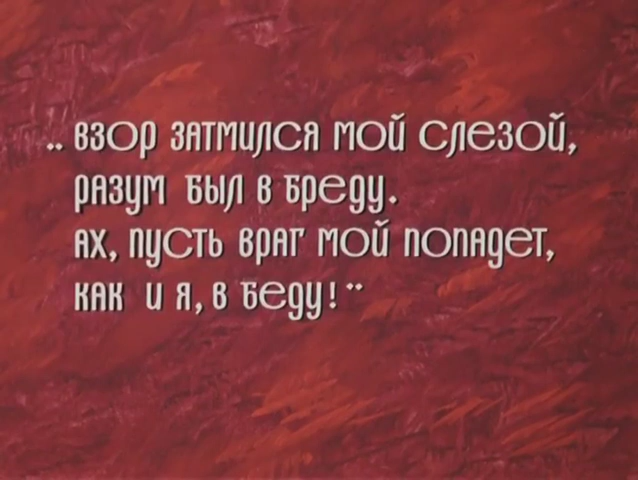 „ взор затмился мой слезой,
разум был в бреду.
ах, пусть враг мой попадет,
как и я, в беду! “